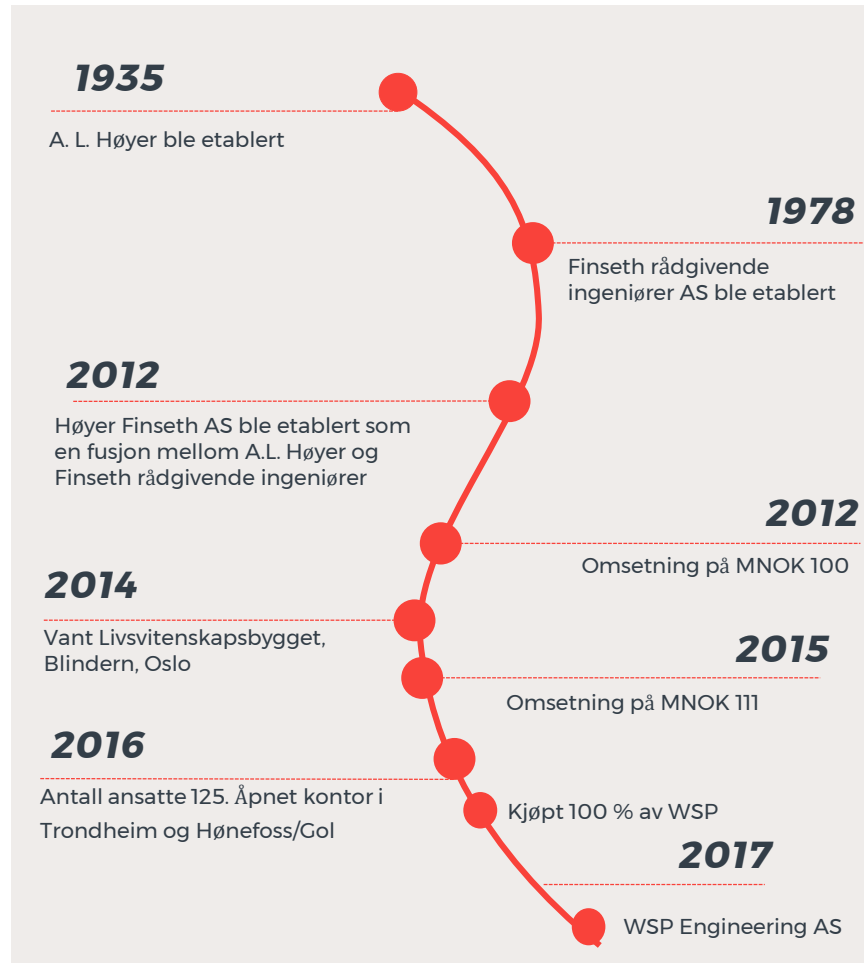 1935
A. L. Høyer ble etablert
1978
Finseth rådgivende
ingeniører AS ble etablert
2012
Høyer Finseth AS ble etablert som
en fusjon mellom A.L. Høyer og
Finseth rådgivende ingeniører
2012
Omsetning på MNOK 100
2014
Vant Livsvitenskapsbygget,
Blindern, Oslo
2015
Omsetning på MNOK 111
2016
Antall ansatte 125. Åpnet kontor i
Trondheim og Hønefoss/Gol
Kjøpt 100 % av WSP
2017
WSP Engineering AS